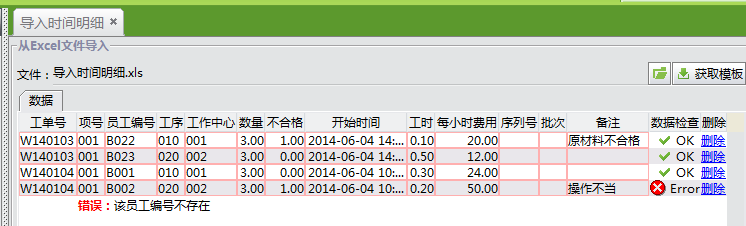 导入时间明细
从Excel文件导入
文件：导入时间明细.xls 获取模板
数据
工单号 项号 员工编号 工序 工作中心 数量 不合格 开始时间 工时 每小时费用 序列号 批次 备注 数据检查 删除
W140103 001 B022 010 001 3.00 1.00 2014-06-04 14:... 0.10 20.00 原材料不合格 OK 删除
W140103 001 B023 020 002 3.00 0.00 2014-06-04 14:... 0.50 12.00 OK 删除
W140104 001 B001 010 001 3.00 0.00 2014-06-04 10:... 0.30 24.00 OK 删除
W140104 001 B002 020 002 3.00 1.00 2014-06-04 10:... 0.20 50.00 操作不当 Error 删除
错误：该员工编号不存在